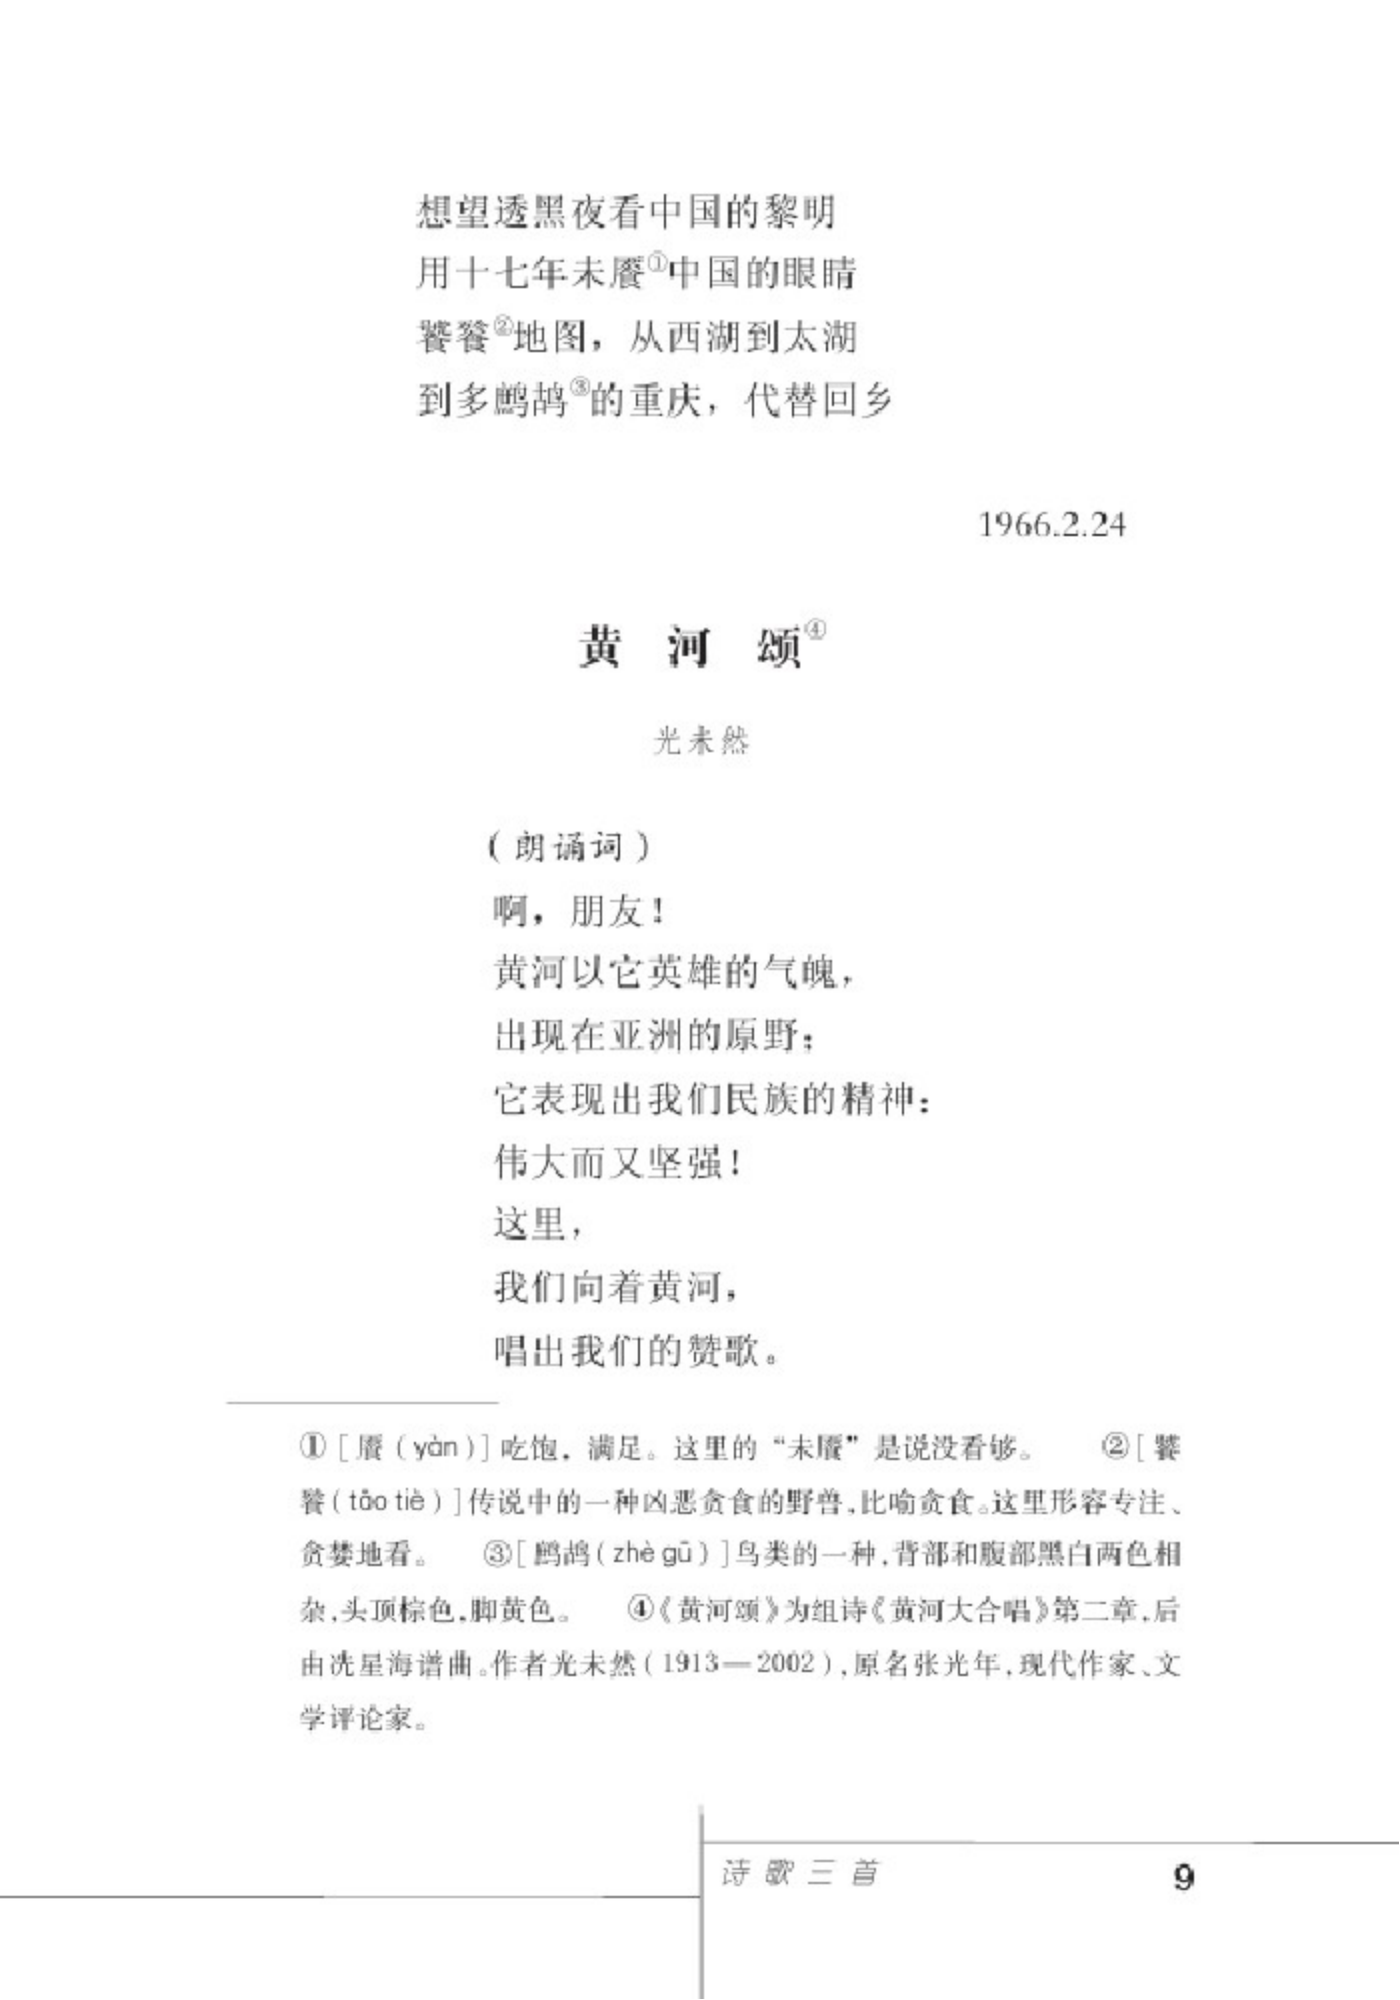 想望透黑夜看中国的黎明
用十七年未餍①中国的眼睛
饕餮②地图，从西湖到太湖
到多鹧鸪③的重庆，代替回乡
1966.2.24
黄 河 颂④
光未然
（朗诵词）
啊，朋友！
黄河以它英雄的气魄，
出现在亚洲的原野；
它表现出我们民族的精神：
伟大而又坚强！
这里，
我们向着黄河，
唱出我们的赞歌。
①［餍（yàn）］吃饱，满足。这里的“未餍”是说没看够。 ②［饕
餮（tāo tiè）］传说中的一种凶恶贪食的野兽，比喻贪食。这里形容专注、
贪婪地看。 ③［鹧鸪（zhè gū）］鸟类的一种，背部和腹部黑白两色相
杂，头顶棕色，脚黄色。 ④《黄河颂》为组诗《黄河大合唱》第二章，后
由冼星海谱曲。作者光未然（1913—2002），原名张光年，现代作家、文
学评论家。
诗歌三首 9